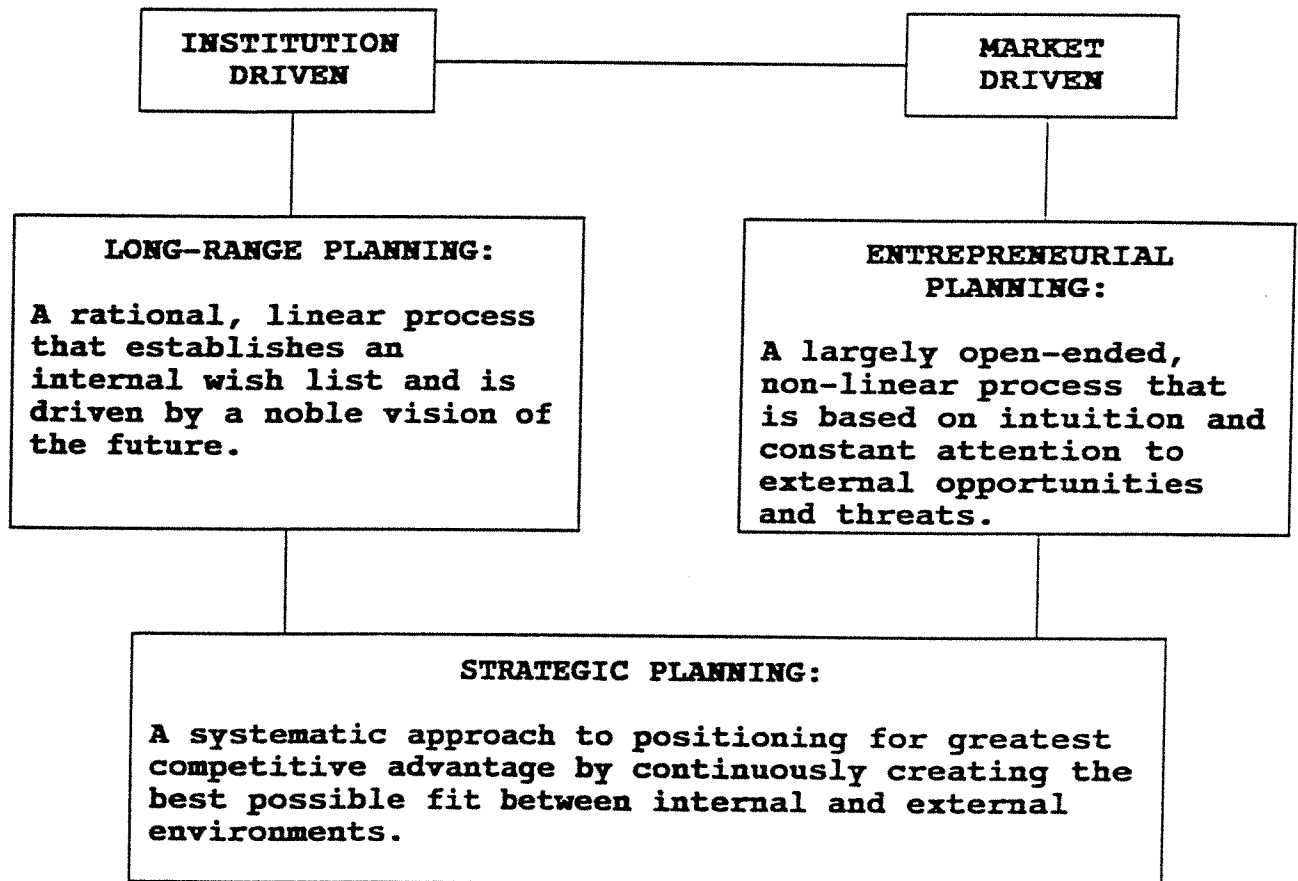 INSTITUTION
DRIVEN
MARKET
DRIVEN
LONG-RANGE PLANNING:
A rational, linear process
that establishes an
internal wish list and is
driven by a noble vision of
the future.
ENTREPRENEURIAL
PLANNING:
A largely open-ended,
non-linear process that
is based on intuition and
constant attention to
external opportunities
and threats.
STRATEGIC PLANNING:
A systematic approach to positioning for greatest
competitive advantage by continuously creating the
best possible fit between internal and external
environments.